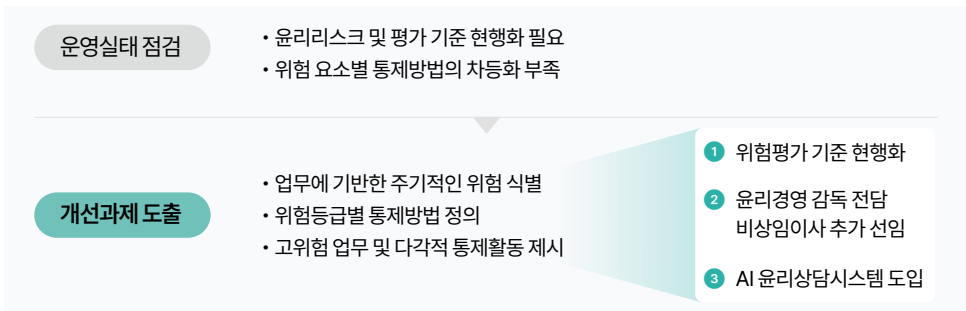 운영실태 점검
• 윤리리스크 및 평가 기준 현행화 필요
• 위험 요소별 통제방법의 차등화 부족
개선과제 도출
• 업무에 기반한 주기적인 위험 식별
• 위험등급별 통제방법 정의
• 고위험 업무 및 다각적 통제활동 제시
1 위험평가 기준 현행화
2 윤리경영 감독 전담
비상임이사 추가 선임
3 AI 윤리상담시스템 도입